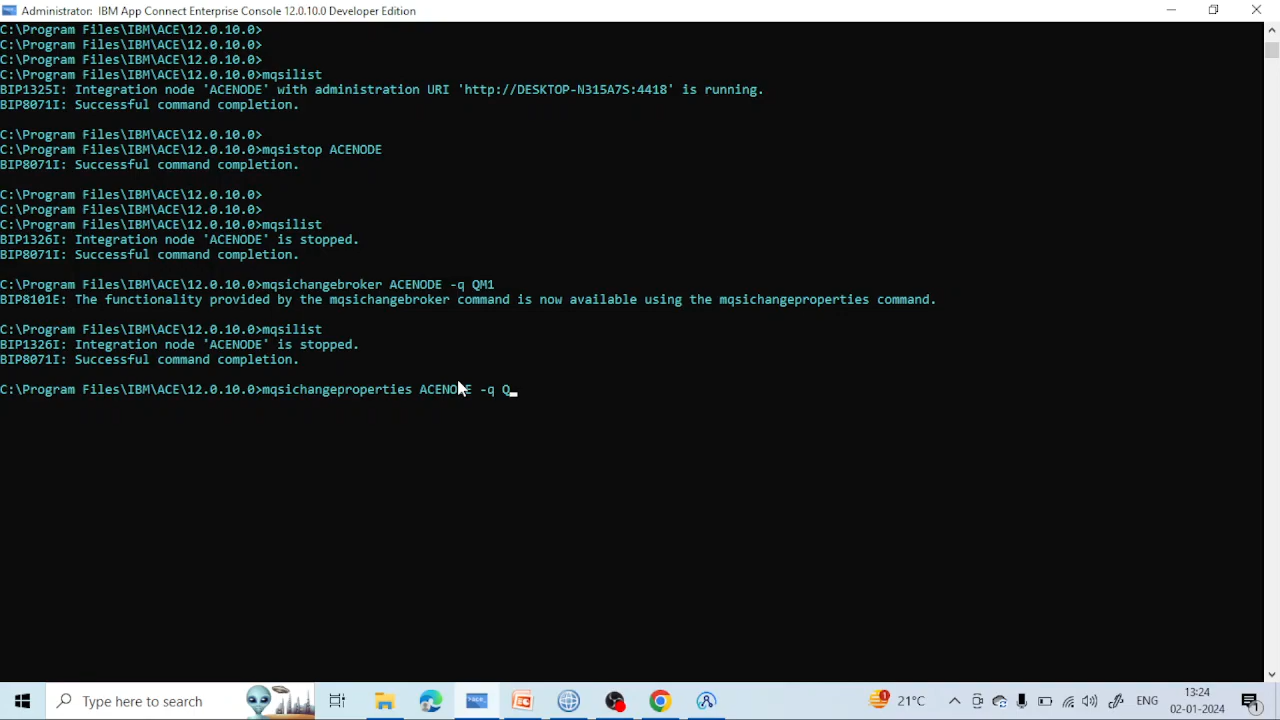 Administrator: IBM App Connect Enterprise Console 12.0.10.0 Developer Edition
C:\Program Files\IBM\ACE\12.0.10.0>
C:\Program Files\IBM\ACE\12.0.10.0>
C:\Program Files\IBM\ACE\12.0.10.0>
C:\Program Files\IBM\ACE\12.0.10.0>mqsilist
BIP1325I: Integration node 'ACENODE' with administration URI 'http://DESKTOP-N315A7S:4418' is running.
BIP8071I: Successful command completion.
C:\Program Files\IBM\ACE\12.0.10.0>
C:\Program Files\IBM\ACE\12.0.10.0>mqsistop ACENODE
BIP8071I: Successful command completion.
C:\Program Files\IBM\ACE\12.0.10.0>
C:\Program Files\IBM\ACE\12.0.10.0>
C:\Program Files\IBM\ACE\12.0.10.0>mqsilist
BIP1326I: Integration node 'ACENODE' is stopped.
BIP8071I: Successful command completion.
C:\Program Files\IBM\ACE\12.0.10.0>mqsichangebroker ACENODE -q QM1
BIP8101E: The functionality provided by the mqsichangebroker command is now available using the mqsichangeproperties command.
C:\Program Files\IBM\ACE\12.0.10.0>mqsilist
BIP1326I: Integration node 'ACENODE' is stopped.
BIP8071I: Successful command completion.
C:\Program Files\IBM\ACE\12.0.10.0>mqsichangeproperties ACENODE -q Q_
Type here to search
21°C
ENG
13:24
02-01-2024